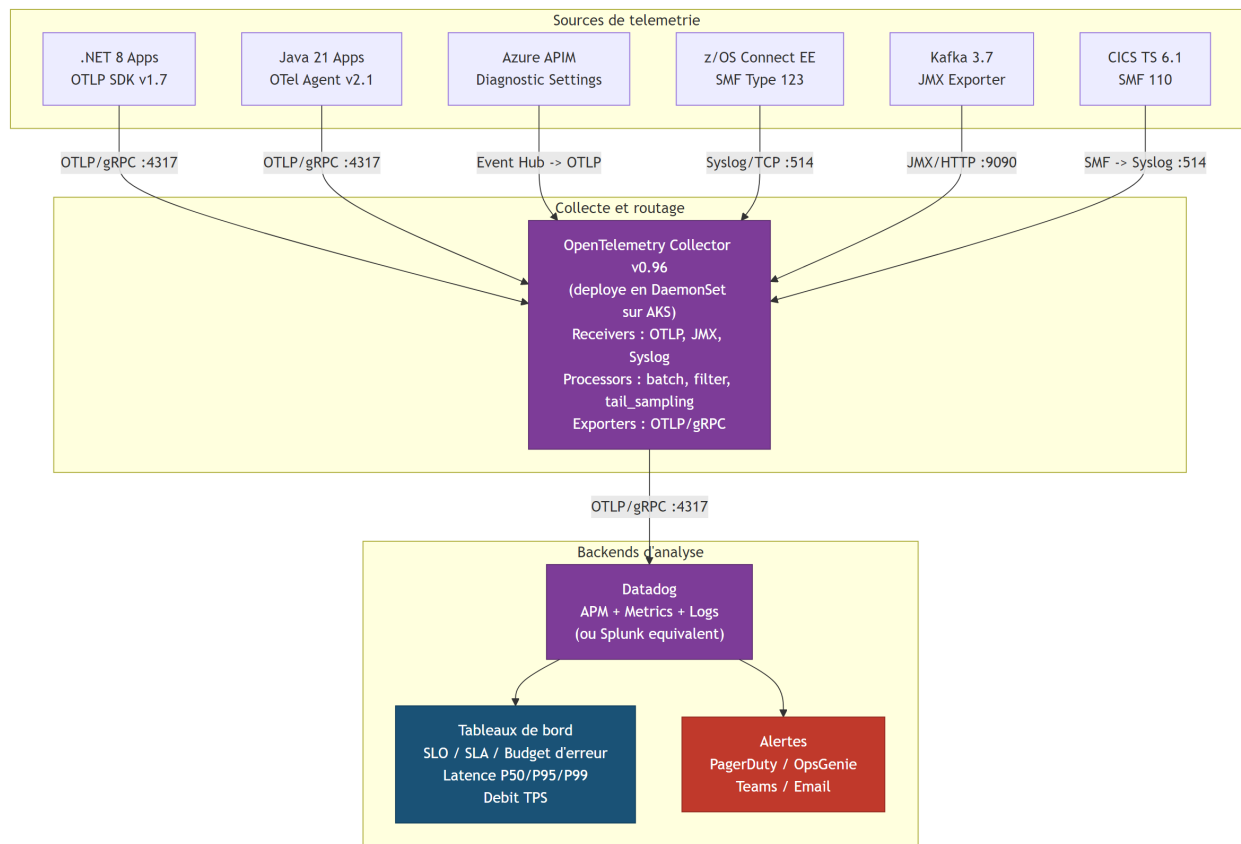 Sources de telemetrie
.NET 8 Apps
OTLP SDK v1.7
Java 21 Apps
OTel Agent v2.1
Azure APIM
Diagnostic Settings
z/OS Connect EE
SMF Type 123
Kafka 3.7
JMX Exporter
CICS TS 6.1
SMF 110
OTLP/gRPC :4317
OTLP/gRPC :4317
Event Hub -> OTLP
Syslog/TCP :514
JMX/HTTP :9090
SMF -> Syslog :514
Collecte et routage
OpenTelemetry Collector
v0.96
(deploye en DaemonSet
sur AKS)
Receivers : OTLP, JMX,
Syslog
Processors : batch, filter,
tail_sampling
Exporters : OTLP/gRPC
OTLP/gRPC :4317
Backends d'analyse
Datadog
APM + Metrics + Logs
(ou Splunk equivalent)
Tableaux de bord
SLO / SLA / Budget d'erreur
Latence P50/P95/P99
Debit TPS
Alertes
PagerDuty / OpsGenie
Teams / Email